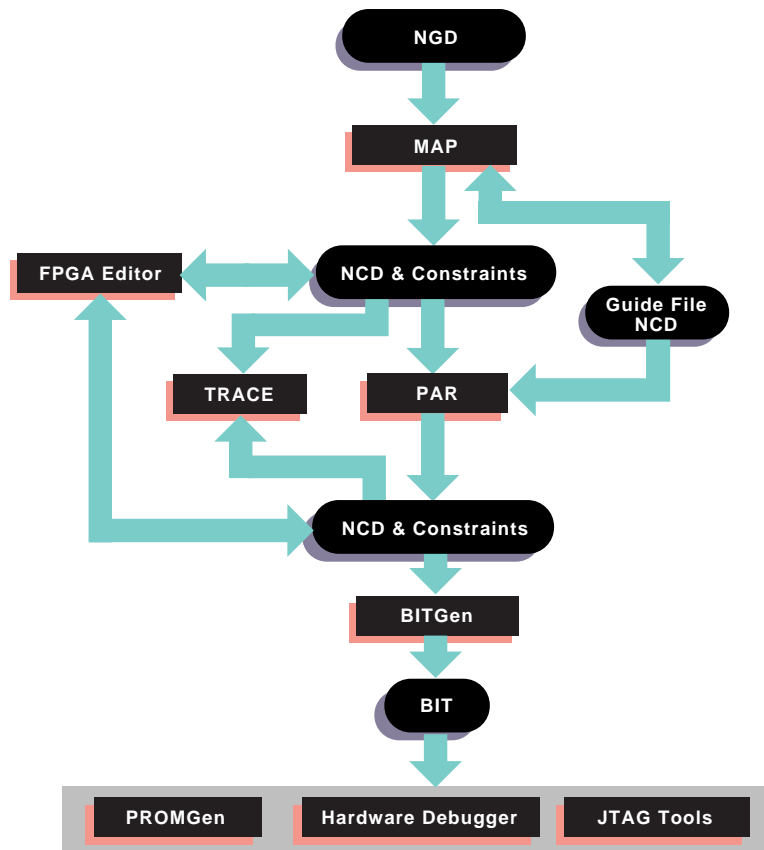 NGD
MAP
FPGA Editor
NCD & Constraints
Guide File
NCD
TRACE
PAR
NCD & Constraints
BITGen
BIT
PROMGen
Hardware Debugger
JTAG Tools